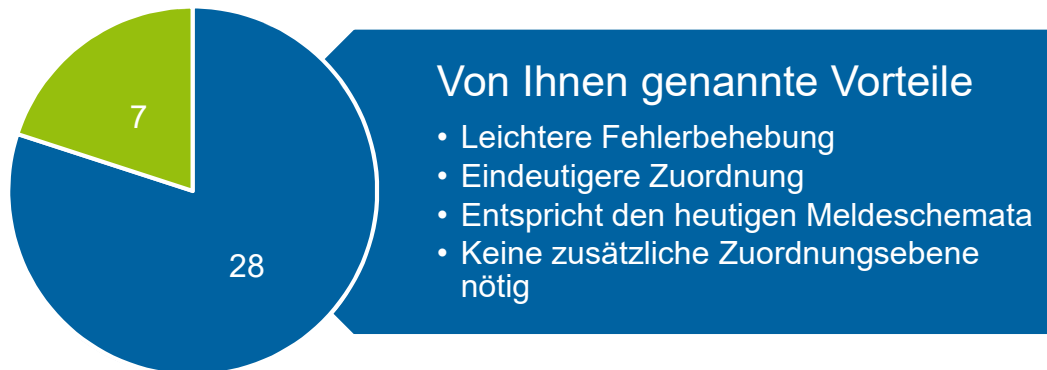 7
28
Von Ihnen genannte Vorteile
• Leichtere Fehlerbehebung
• Eindeutigere Zuordnung
• Entspricht den heutigen Meldeschemata
• Keine zusätzliche Zuordnungsebene
nötig